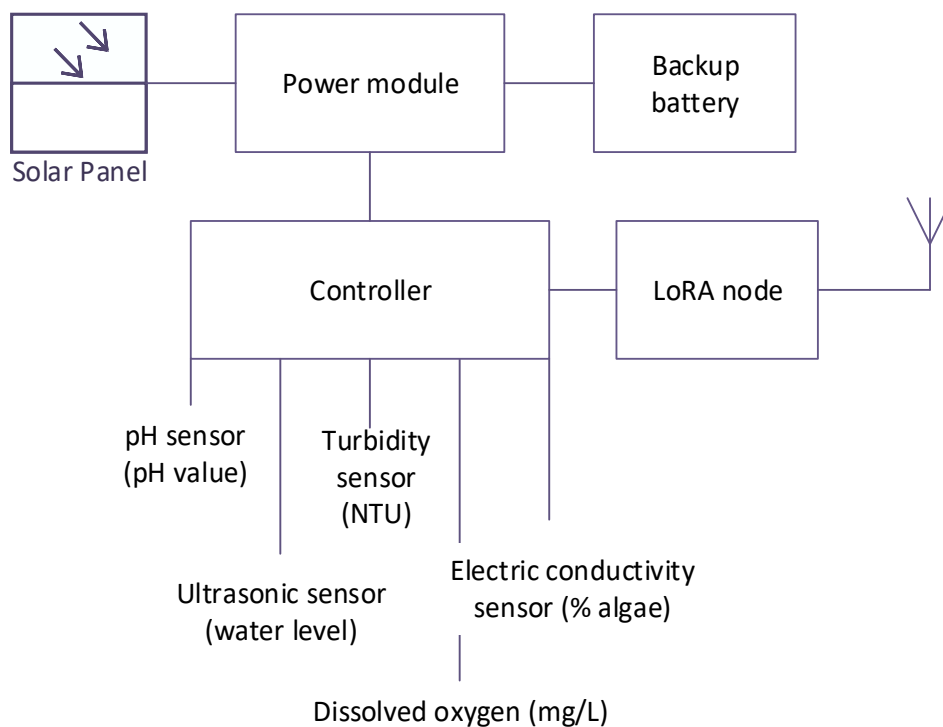 Power module
Backup
battery
Solar Panel
Controller
LoRA node
pH sensor
(pH value)
Turbidity
sensor
(NTU)
Ultrasonic sensor
(water level)
Electric conductivity
sensor (% algae)
Dissolved oxygen (mg/L)